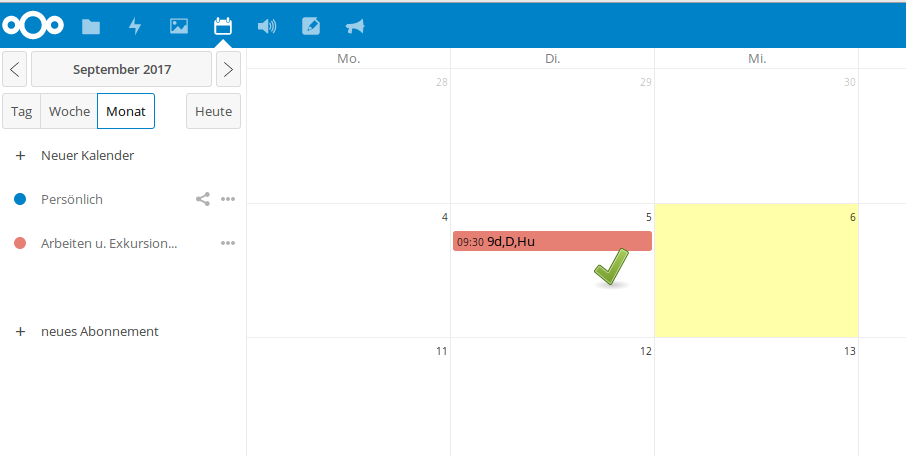 September 2017
Tag Woche Monat Heute
+ Neuer Kalender
Persönlich
Arbeiten u. Exkursion...
+ neues Abonnement
Mo. Di. Mi.
28 29 30
4 5 6
09:30 9d,D,Hu
11 12 13